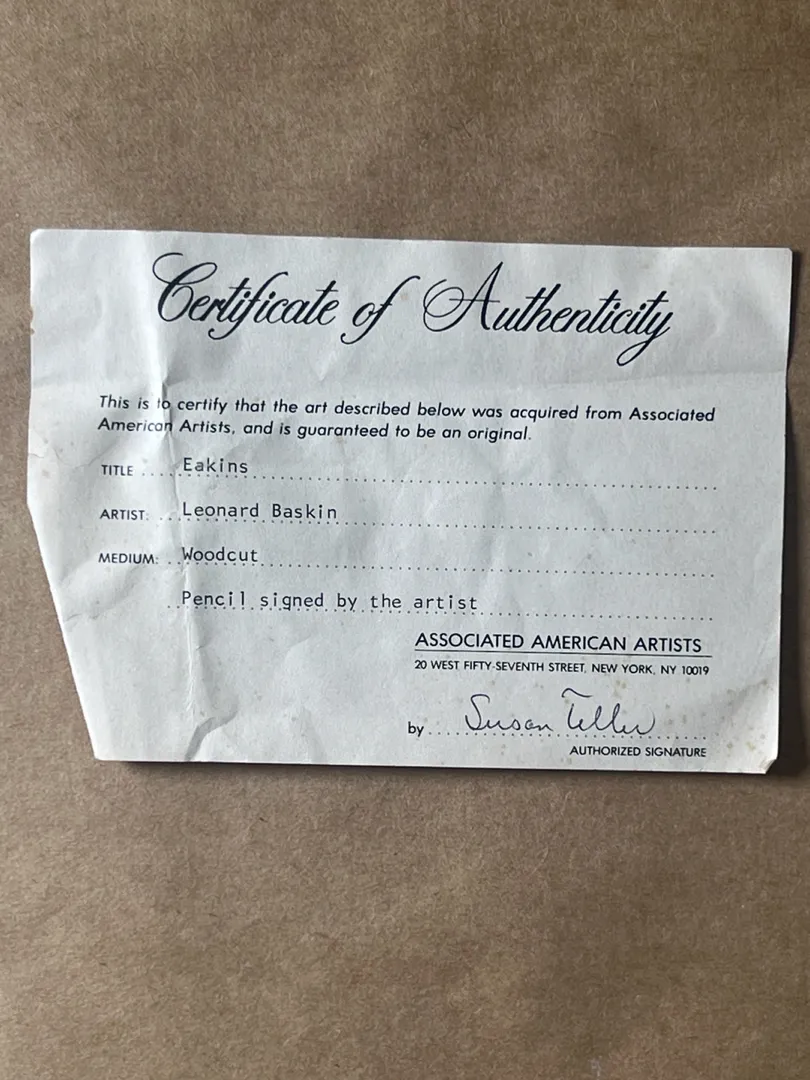 Certificate of Authenticity
This is to certify that the art described below was acquired from Associated
American Artists, and is guaranteed to be an original.
TITLE .... Eakins
ARTIST: .. Leonard Baskin
MEDIUM: .. Woodcut
Pencil signed by the artist
ASSOCIATED AMERICAN ARTISTS
20 WEST FIFTY-SEVENTH STREET, NEW YORK, NY 10019
by .... Susan Teller
AUTHORIZED SIGNATURE